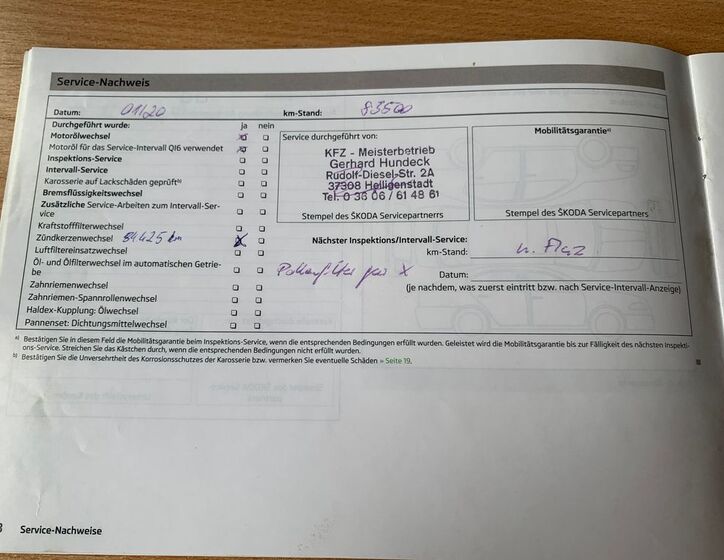 Service-Nachweis
Datum: 01/20 km-Stand: 83500
Durchgeführt wurde: ja nein
Motorölwechsel
Motoröl für das Service-Intervall QI6 verwendet
Inspektions-Service
Intervall-Service
Karosserie auf Lackschäden geprüft b)
Bremsflüssigkeitswechsel
Zusätzliche Service-Arbeiten zum Intervall-Ser-
vice
Kraftstofffilterwechsel
Zündkerzenwechsel 84425 km
Luftfiltereinsatzwechsel
Öl- und Ölfilterwechsel im automatischen Getrie-
be
Zahnriemenwechsel
Zahnriemen-Spannrollenwechsel
Haldex-Kupplung: Ölwechsel
Pannenset: Dichtungsmittelwechsel
Service durchgeführt von:
KFZ - Meisterbetrieb
Gerhard Hundeck
Rudolf-Diesel-Str. 2A
37308 Heiligenstadt
Tel. 0 36 06 / 61 48 61
Stempel des ŠKODA Servicepartnerrs
Mobilitätsgarantie a)
Stempel des ŠKODA Servicepartners
Nächster Inspektions/Intervall-Service:
km-Stand:
Pollenfilter X
Datum:
(je nachdem, was zuerst eintritt bzw. nach Service-Intervall-Anzeige)
a) Bestätigen Sie in diesem Feld die Mobilitätsgarantie beim Inspektions-Service, wenn die entsprechenden Bedingungen erfüllt wurden. Geleistet wird die Mobilitätsgarantie bis zur Fälligkeit des nächsten Inspekti-
ons-Service. Streichen Sie das Kästchen durch, wenn die entsprechenden Bedingungen nicht erfüllt wurden.
b) Bestätigen Sie die Unversehrtheit des Korrosionsschutzes der Karosserie bzw. vermerken Sie eventuelle Schäden » Seite 19.
Service-Nachweise